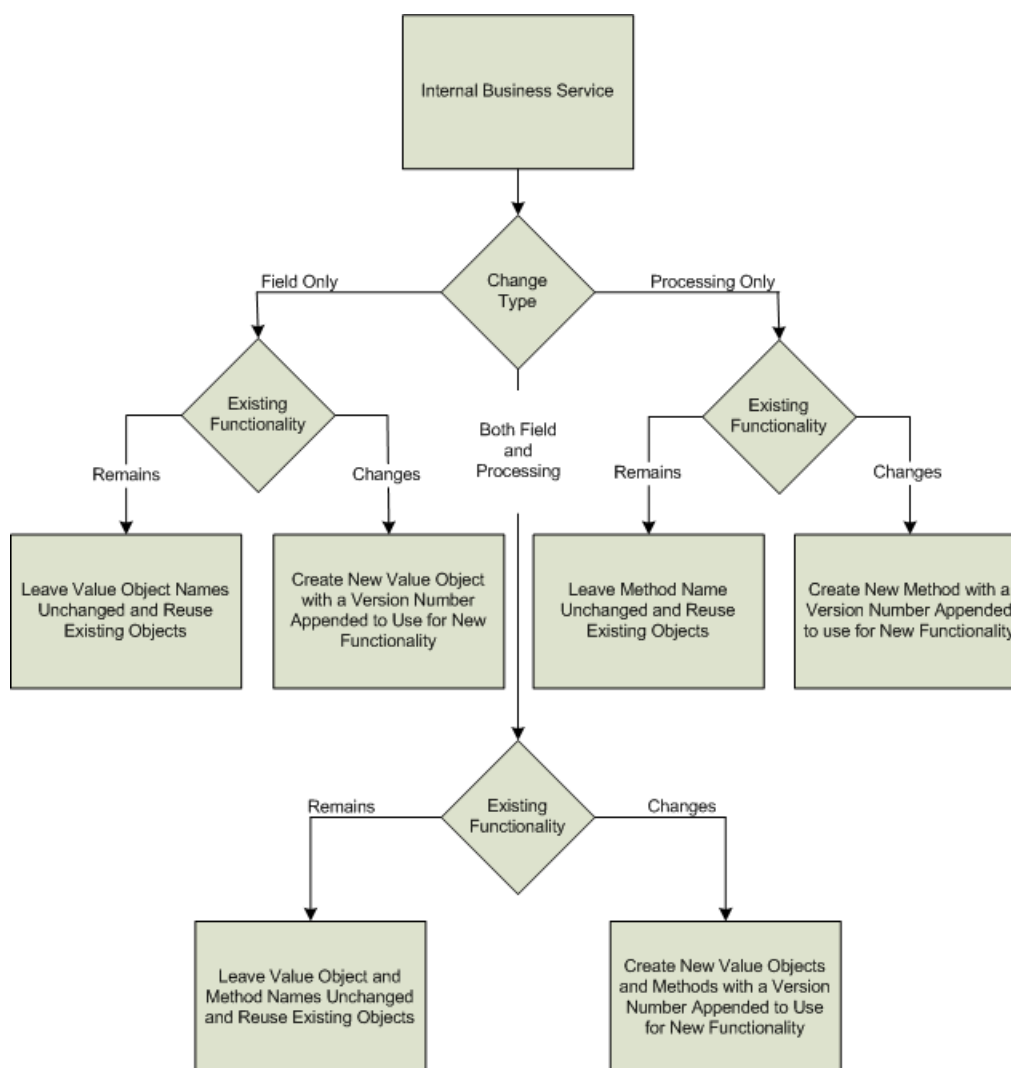 Internal Business Service
Change
Type
Field Only
Processing Only
Existing
Functionality
Existing
Functionality
Both Field
and
Processing
Remains
Changes
Remains
Changes
Leave Value Object Names
Unchanged and Reuse
Existing Objects
Create New Value Object
with a Version Number
Appended to Use for New
Functionality
Leave Method Name
Unchanged and Reuse
Existing Objects
Create New Method with a
Version Number Appended
to use for New Functionality
Existing
Functionality
Remains
Changes
Leave Value Object and
Method Names Unchanged
and Reuse Existing Objects
Create New Value Objects
and Methods with a Version
Number Appended to Use
for New Functionality